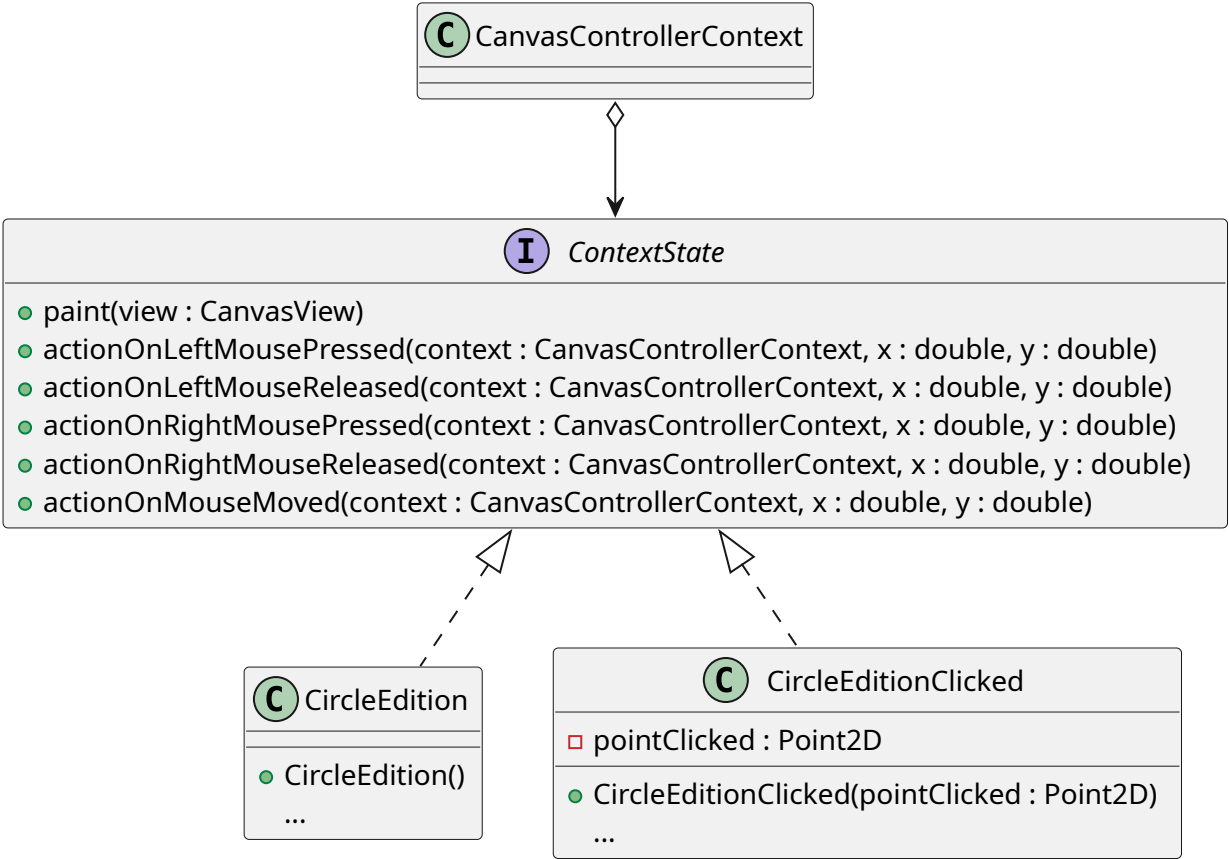 C CanvasControllerContext
I ContextState
paint(view : CanvasView)
actionOnLeftMousePressed(context : CanvasControllerContext, x : double, y : double)
actionOnLeftMouseReleased(context : CanvasControllerContext, x : double, y : double)
actionOnRightMousePressed(context : CanvasControllerContext, x : double, y : double)
actionOnRightMouseReleased(context : CanvasControllerContext, x : double, y : double)
actionOnMouseMoved(context : CanvasControllerContext, x : double, y : double)
C CircleEdition
CircleEdition()
...
C CircleEditionClicked
pointClicked : Point2D
CircleEditionClicked(pointClicked : Point2D)
...